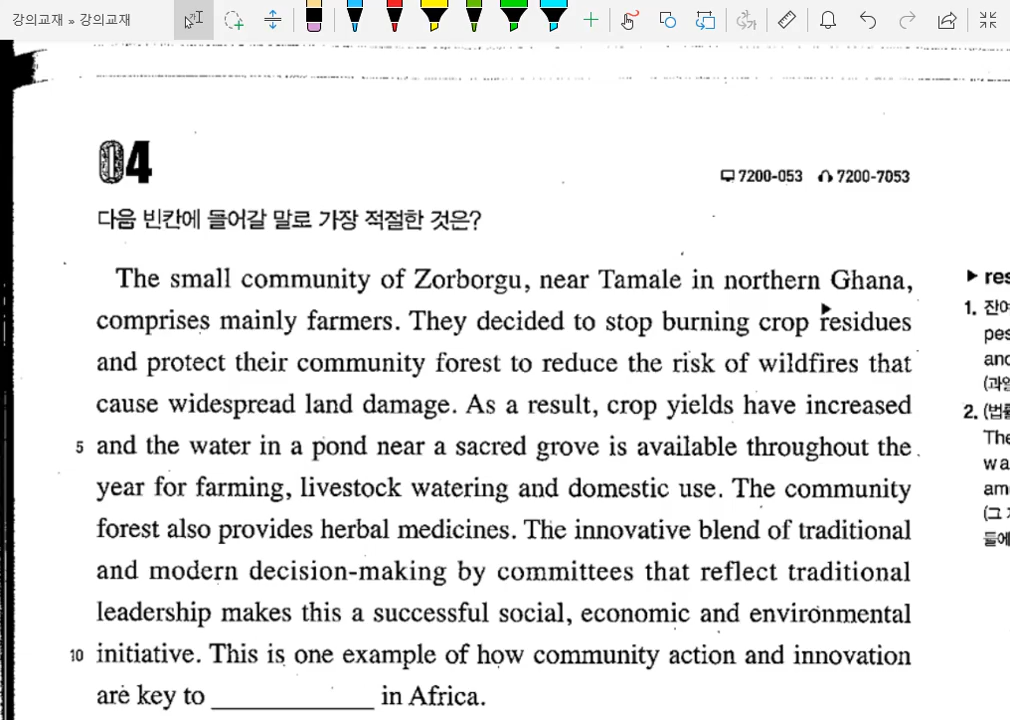 강의교재 » 강의교재
04
7200-053 7200-7053
다음 빈칸에 들어갈 말로 가장 적절한 것은?
The small community of Zorborgu, near Tamale in northern Ghana,
comprises mainly farmers. They decided to stop burning crop residues
and protect their community forest to reduce the risk of wildfires that
cause widespread land damage. As a result, crop yields have increased
5 and the water in a pond near a sacred grove is available throughout the
year for farming, livestock watering and domestic use. The community
forest also provides herbal medicines. The innovative blend of traditional
and modern decision-making by committees that reflect traditional
leadership makes this a successful social, economic and environmental
10 initiative. This is one example of how community action and innovation
are key to ____________ in Africa.
▶ res
1. 잔여
pes
and
(과일
2. (법률
The
wa
am
(그
들에